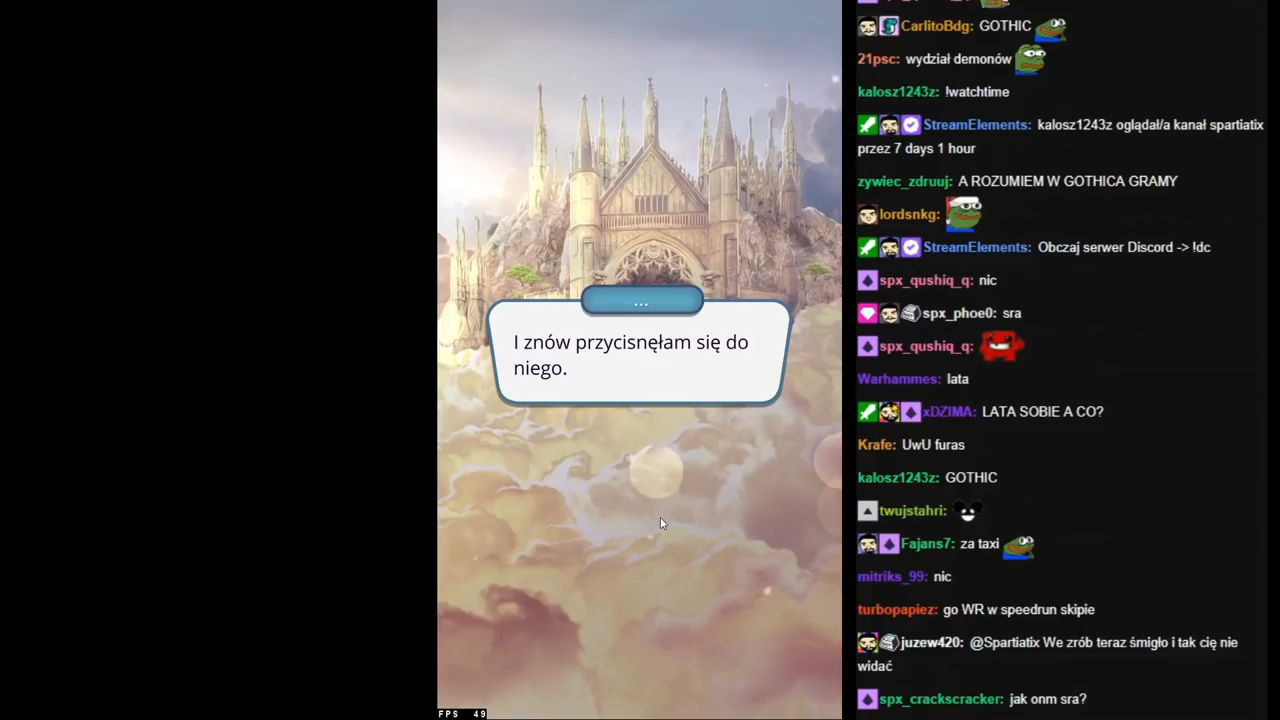 ...
I znów przycisnęłam się do
niego.
FPS 49
CarlitoBdg: GOTHIC
21psc: wydział demonów
kalosz1243z: !watchtime
StreamElements: kalosz1243z oglądał/a kanał spartiatix
przez 7 days 1 hour
zywiec_zdruuj: A ROZUMIEM W GOTHICA GRAMY
lordsnkg:
StreamElements: Obczaj serwer Discord -> !dc
spx_qushiq_q: nic
spx_phoe0: sra
spx_qushiq_q:
Warhammes: lata
xDZIMA: LATA SOBIE A CO?
Krafe: UwU furas
kalosz1243z: GOTHIC
twujstahri:
Fajans7: za taxi
mitriks_99: nic
turbopapiez: go WR w speedrun skipie
juzew420: @Spartiatix We zrób teraz śmigło i tak cię nie
widać
spx_crackscracker: jak onm sra?